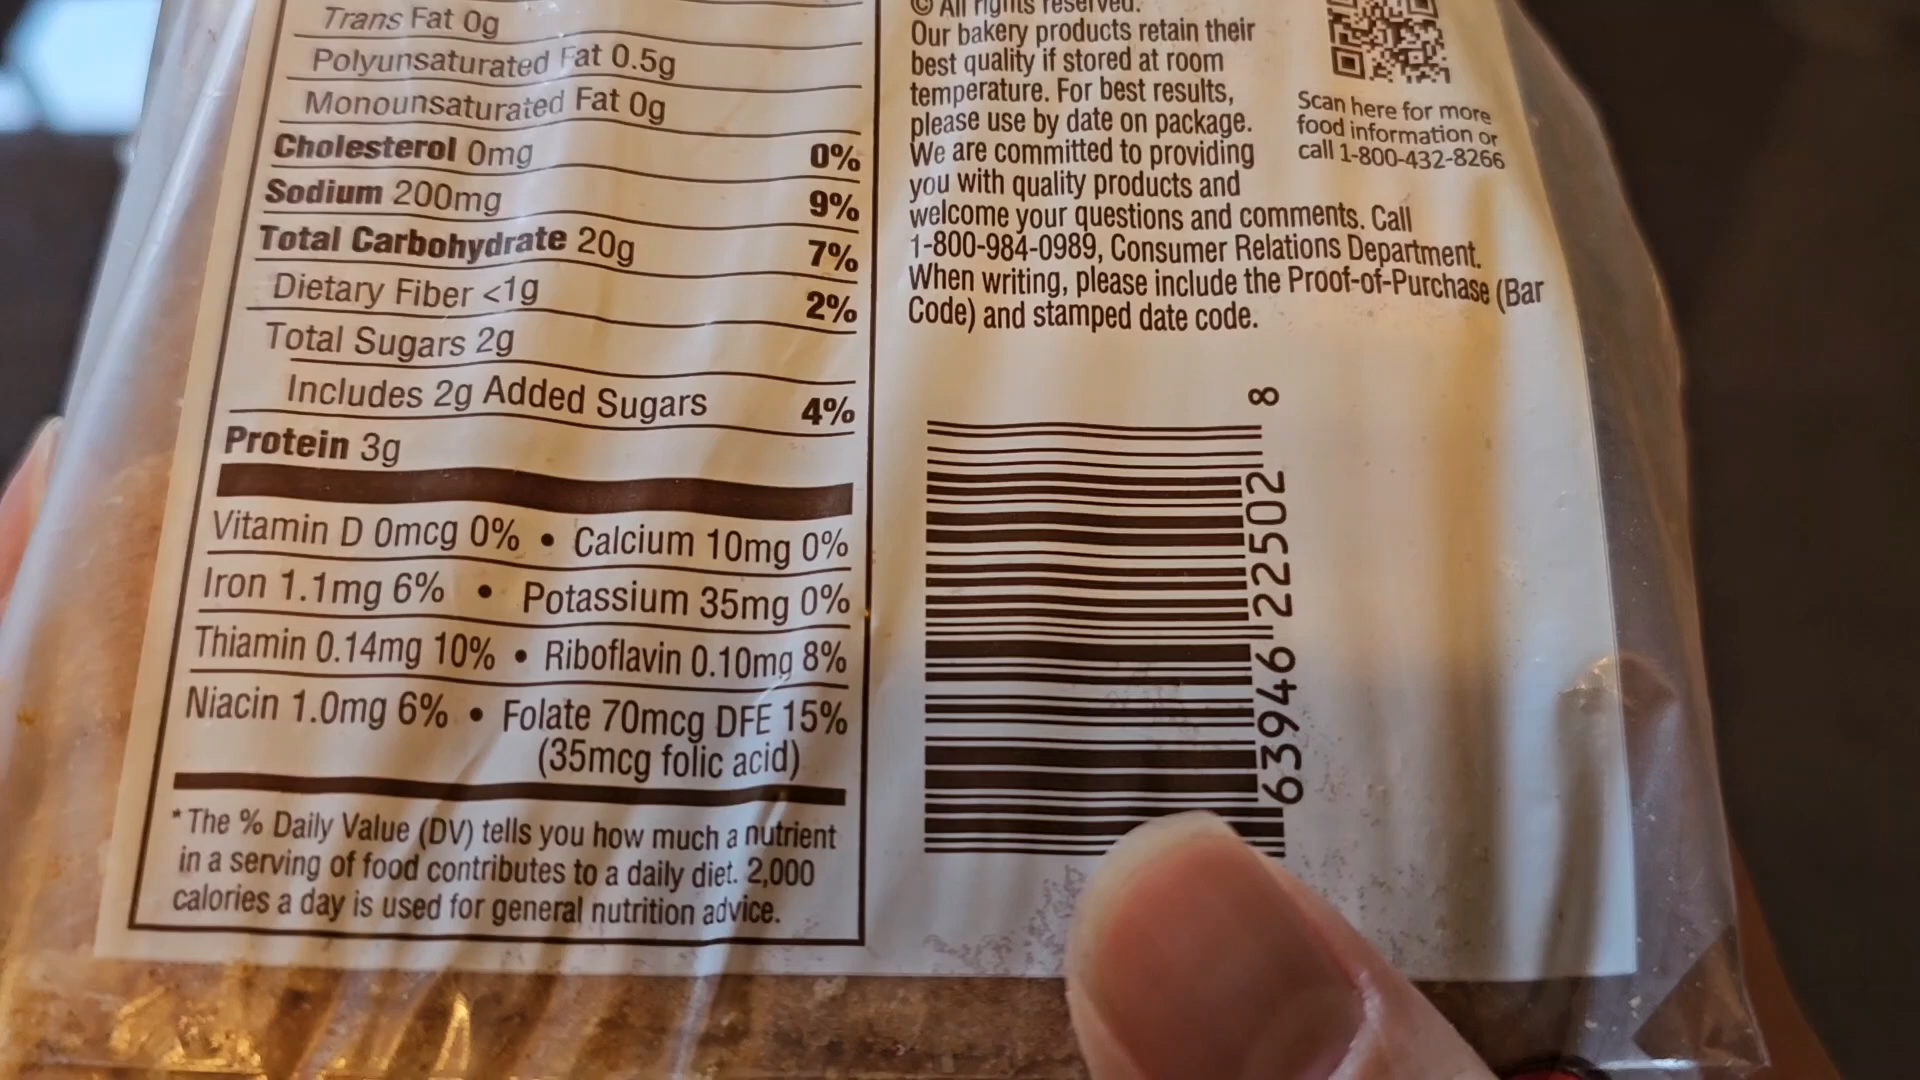 Trans Fat 0g
Polyunsaturated Fat 0.5g
Monounsaturated Fat 0g
Cholesterol 0mg 0%
Sodium 200mg 9%
Total Carbohydrate 20g 7%
Dietary Fiber <1g 2%
Total Sugars 2g
Includes 2g Added Sugars 4%
Protein 3g
Vitamin D 0mcg 0% • Calcium 10mg 0%
Iron 1.1mg 6% • Potassium 35mg 0%
Thiamin 0.14mg 10% • Riboflavin 0.10mg 8%
Niacin 1.0mg 6% • Folate 70mcg DFE 15%
(35mcg folic acid)
* The % Daily Value (DV) tells you how much a nutrient
in a serving of food contributes to a daily diet. 2,000
calories a day is used for general nutrition advice.
© All rights reserved.
Our bakery products retain their
best quality if stored at room
temperature. For best results,
please use by date on package.
We are committed to providing
you with quality products and
welcome your questions and comments. Call
1-800-984-0989, Consumer Relations Department.
When writing, please include the Proof-of-Purchase (Bar
Code) and stamped date code.
Scan here for more
food information or
call 1-800-432-8266
63946 22502 8